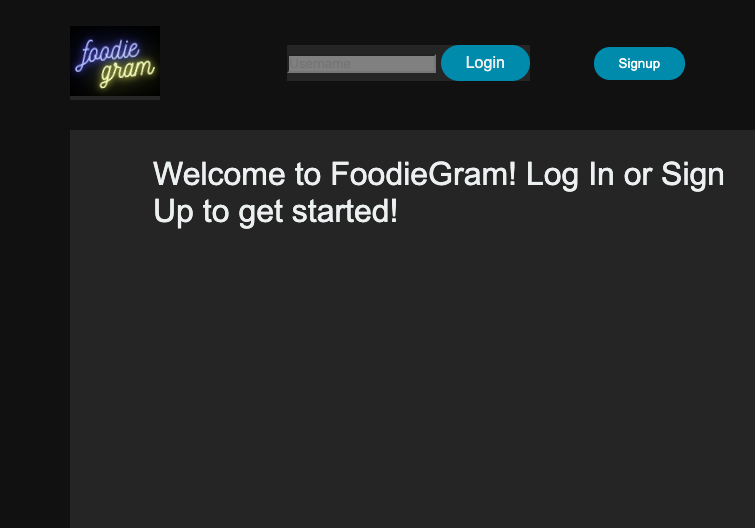 foodie
gram
Username
Login
Signup
Welcome to FoodieGram! Log In or Sign
Up to get started!